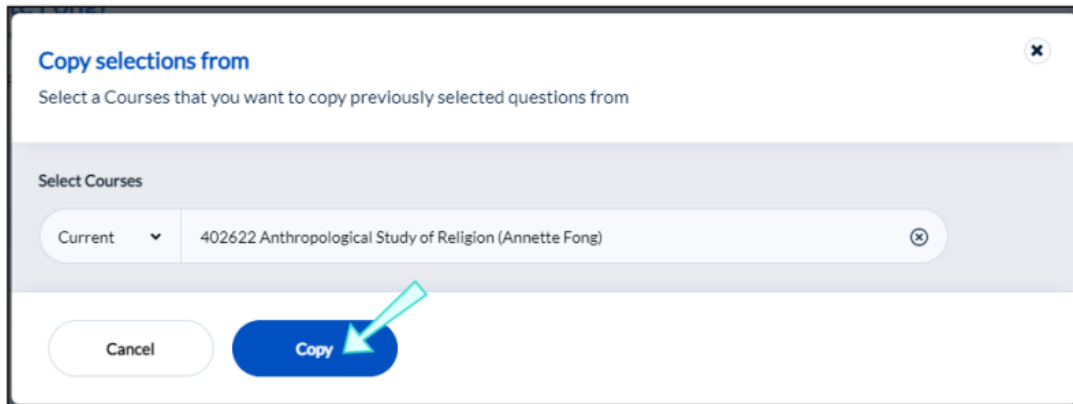 Copy selections from
Select a Courses that you want to copy previously selected questions from
Select Courses
Current 402622 Anthropological Study of Religion (Annette Fong)
Cancel Copy